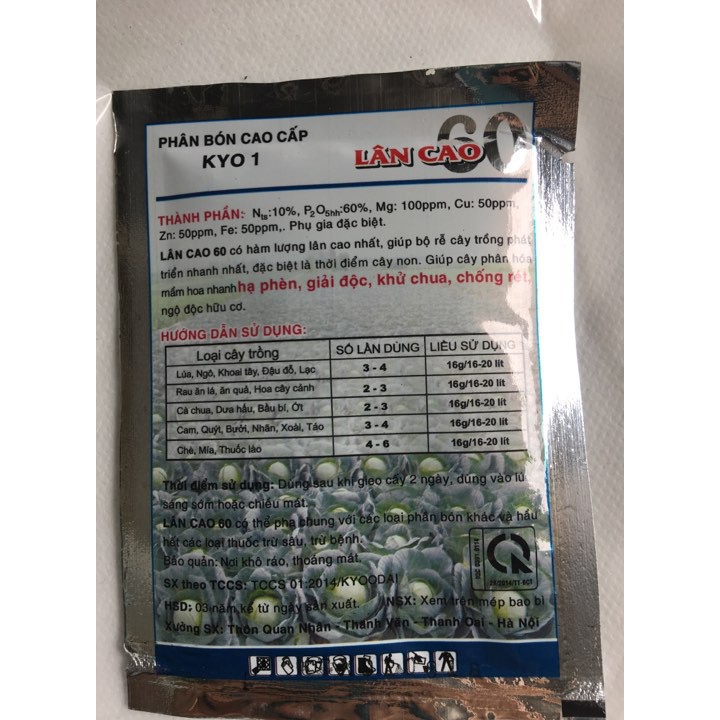 PHÂN BÓN CAO CẤP
KYO 1
LÂN CAO 60
THÀNH PHẦN: Nts:10%, P2O5hh:60%, Mg: 100ppm, Cu: 50ppm,
Zn: 50ppm, Fe: 50ppm,. Phụ gia đặc biệt.
LÂN CAO 60 có hàm lượng lân cao nhất, giúp bộ rễ cây trồng phát
triển nhanh nhất, đặc biệt là thời điểm cây non. Giúp cây phân hóa
mầm hoa nhanh hạ phèn, giải độc, khử chua, chống rét.
ngộ độc hữu cơ.
HƯỚNG DẪN SỬ DỤNG:
Loại cây trồng SỐ LẦN DÙNG LIỀU SỬ DỤNG
Lúa, Ngô, Khoai tây, Đậu đỗ, Lạc 3 - 4 16g/16-20 lít
Rau ăn lá, ăn quả, Hoa cây cảnh 2 - 3 16g/16-20 lít
Cà chua, Dưa hấu, Bầu bí, Ớt 2 - 3 16g/16-20 lít
Cam, Quýt, Bưởi, Nhãn, Xoài, Táo 3 - 4 16g/16-20 lít
Chè, Mía, Thuốc lào 4 - 6 16g/16-20 lít
Thời điểm sử dụng: Dùng sau khi gieo cấy 2 ngày, dùng vào lúc
sáng sớm hoặc chiều mát.
LÂN CAO 60 có thể pha chung với các loại phân bón khác và hầu
hết các loại thuốc trừ sâu, trừ bệnh.
Bảo quản: Nơi khô ráo, thoáng mát.
SX theo TCCS: TCCS 01:2014/KYOODAI
HSD: 03 năm kể từ ngày sản xuất. NSX: Xem trên mép bao bì
Xưởng SX: Thôn Quan Nhân - Thanh Văn - Thanh Oai - Hà Nội